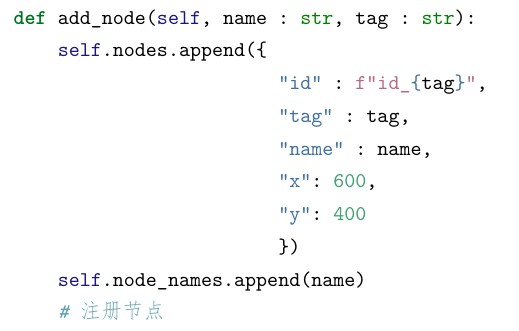 def add_node(self, name : str, tag : str):
    self.nodes.append({
                        "id" : f"id_{tag}",
                        "tag" : tag,
                        "name" : name,
                        "x": 600,
                        "y": 400
                        })
    self.node_names.append(name)
    # 注册节点